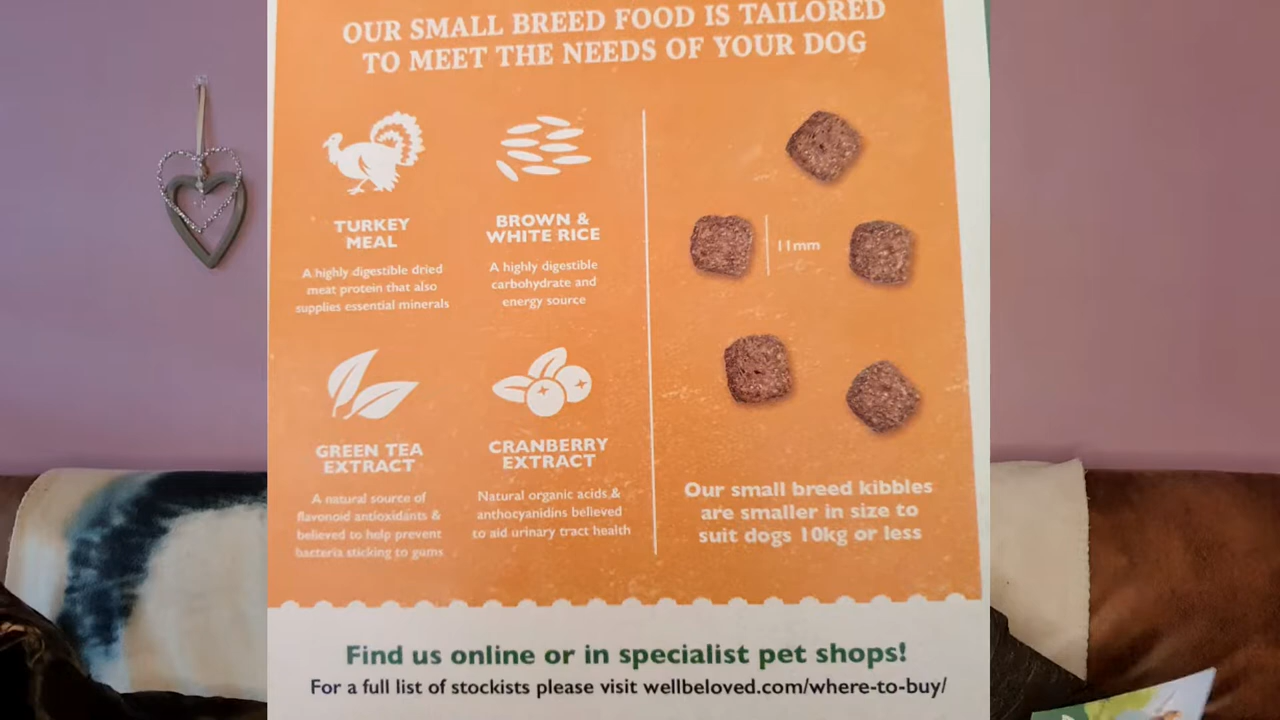 OUR SMALL BREED FOOD IS TAILORED
TO MEET THE NEEDS OF YOUR DOG
TURKEY
MEAL
A highly digestible dried
meat protein that also
supplies essential minerals
BROWN &
WHITE RICE
A highly digestible
carbohydrate and
energy source
GREEN TEA
EXTRACT
A natural source of
flavonoid antioxidants &
believed to help prevent
bacteria sticking to gums
CRANBERRY
EXTRACT
Natural organic acids &
anthocyanidins believed
to aid urinary tract health
11mm
Our small breed kibbles
are smaller in size to
suit dogs 10kg or less
Find us online or in specialist pet shops!
For a full list of stockists please visit wellbeloved.com/where-to-buy/